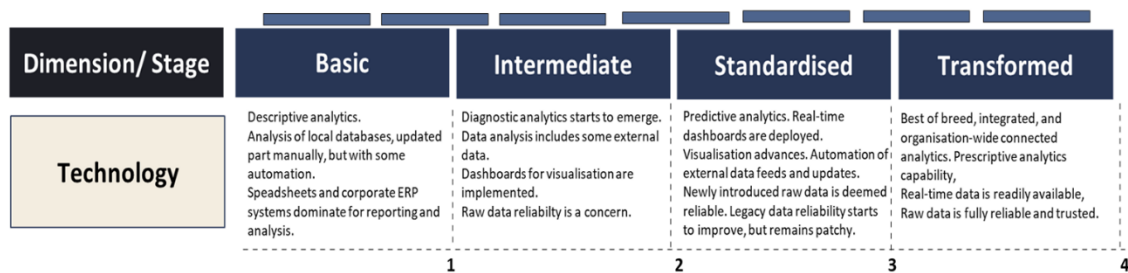 Dimension/ Stage
Basic
Intermediate
Standardised
Transformed
Technology
Descriptive analytics.
Analysis of local databases, updated
part manually, but with some
automation.
Speadsheets and corporate ERP
systems dominate for reporting and
analysis.
Diagnostic analytics starts to emerge.
Data analysis includes some external
data.
Dashboards for visualisation are
implemented.
Raw data reliabilty is a concern.
Predictive analytics. Real-time
dashboards are deployed.
Visualisation advances. Automation of
external data feeds and updates.
Newly introduced raw data is deemed
reliable. Legacy data reliability starts
to improve, but remains patchy.
Best of breed, integrated, and
organisation-wide connected
analytics. Prescriptive analytics
capability,
Real-time data is readily available,
Raw data is fully reliable and trusted.
1
2
3
4